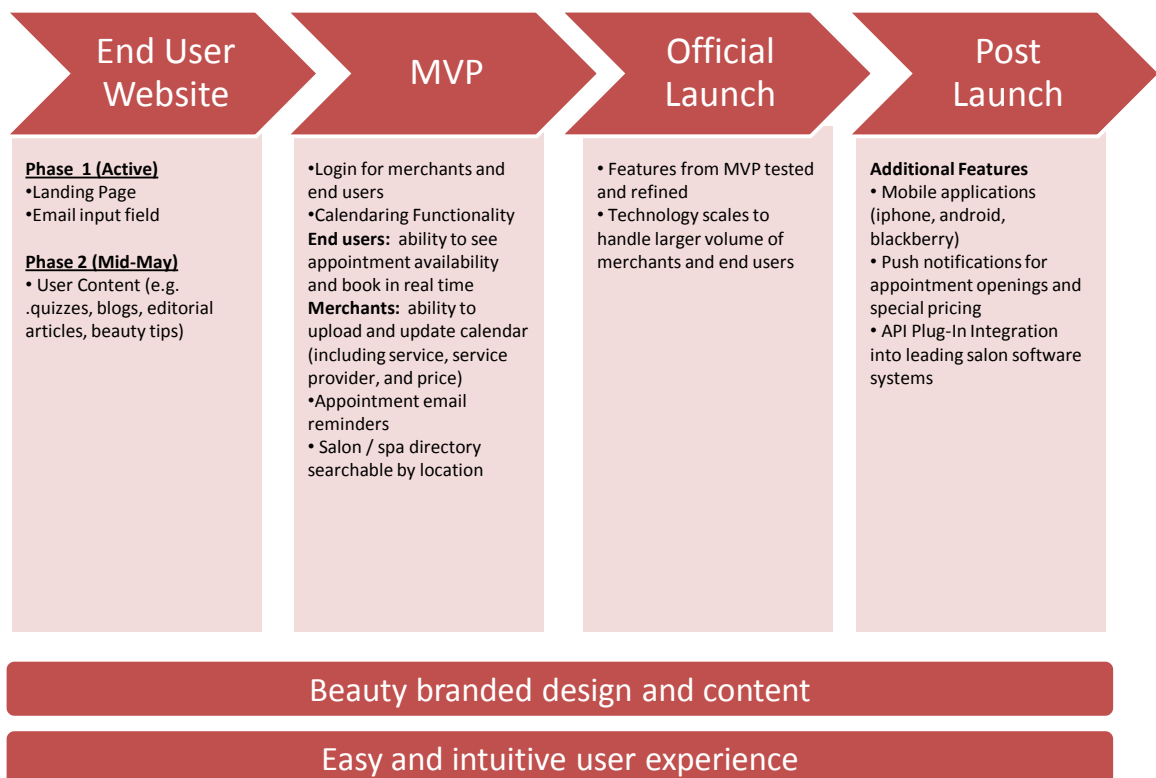 End User
Website
MVP
Official
Launch
Post
Launch
Phase 1 (Active)
•Landing Page
•Email input field
Phase 2 (Mid-May)
• User Content (e.g.
.quizzes, blogs, editorial
articles, beauty tips)
•Login for merchants and
end users
•Calendaring Functionality
End users: ability to see
appointment availability
and book in real time
Merchants: ability to
upload and update calendar
(including service, service
provider, and price)
•Appointment email
reminders
• Salon / spa directory
searchable by location
• Features from MVP tested
and refined
• Technology scales to
handle larger volume of
merchants and end users
Additional Features
• Mobile applications
(iphone, android,
blackberry)
• Push notifications for
appointment openings and
special pricing
• API Plug-In Integration
into leading salon software
systems
Beauty branded design and content
Easy and intuitive user experience